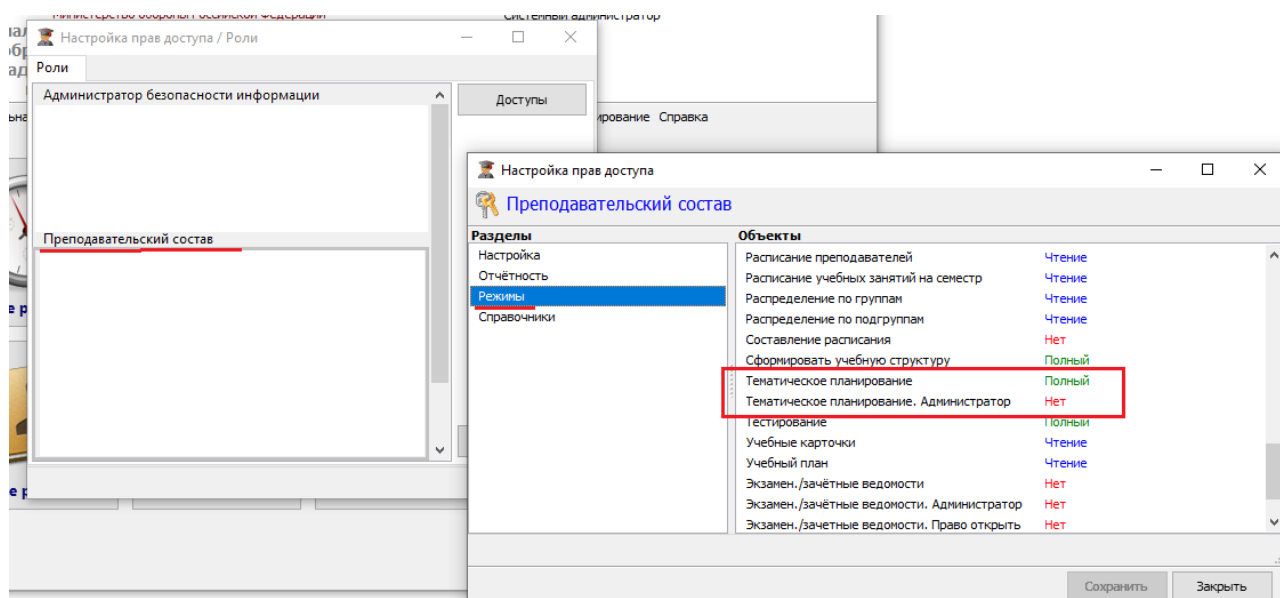 Министерство обороны Российской Федерации
Системный администратор
Настройка прав доступа / Роли
Роли
Администратор безопасности информации
Доступы
ирование Справка
Преподавательский состав
Настройка прав доступа
Преподавательский состав
Разделы
Настройка
Отчётность
Режимы
Справочники
Объекты
Расписание преподавателей Чтение
Расписание учебных занятий на семестр Чтение
Распределение по группам Чтение
Распределение по подгруппам Чтение
Составление расписания Нет
Сформировать учебную структуру Полный
Тематическое планирование Полный
Тематическое планирование. Администратор Нет
Тестирование Полный
Учебные карточки Чтение
Учебный план Чтение
Экзамен./зачётные ведомости Нет
Экзамен./зачётные ведомости. Администратор Нет
Экзамен./зачетные ведомости. Право открыть Нет
Сохранить Закрыть